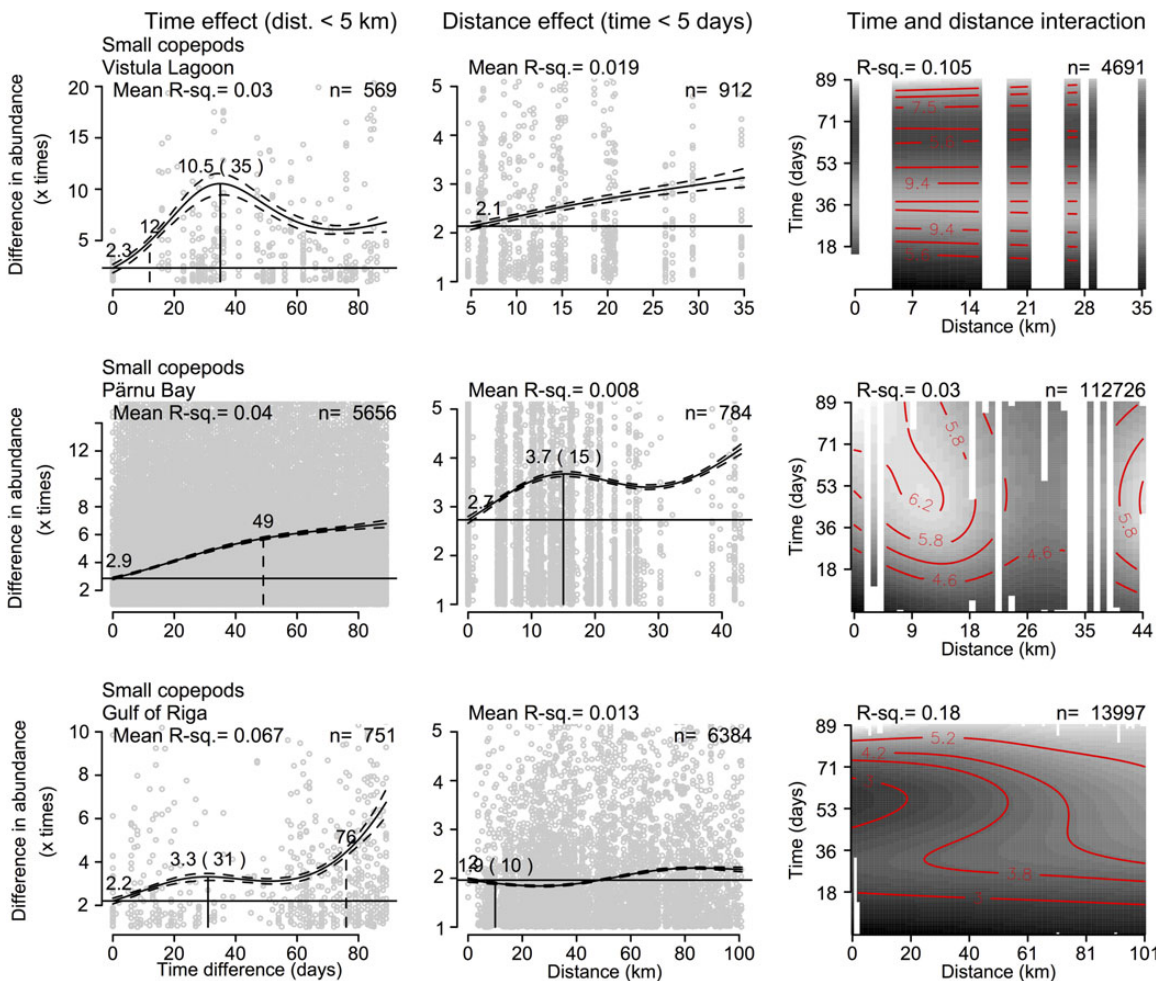 Time effect (dist. < 5 km)
Distance effect (time < 5 days)
Time and distance interaction
Small copepods
Vistula Lagoon
Mean R-sq. = 0.03 n= 569
Difference in abundance
(x times)
20
15
10
5
2.3
12
10.5 ( 35 )
0 20 40 60 80
Mean R-sq. = 0.019
n= 912
5
4
3
2
1
2.1
5 10 15 20 25 30 35
R-sq. = 0.105 n= 4691
Time (days)
89
71
53
36
18
7.5
9.4
9.4
0 7 14 21 28 35
Distance (km)
Small copepods
Pärnu Bay
Mean R-sq. = 0.04 n= 5656
Difference in abundance
(x times)
14
10
8
6
4
2
2.9
49
0 20 40 60 80
Mean R-sq. = 0.008
n= 784
5
4
3
2
1
2.7
3.7 ( 15 )
0 10 20 30 40
R-sq. = 0.03 n= 112726
Time (days)
89
71
53
36
18
5.8
6.2
5.8
4.6
4.6
5.8
0 9 18 26 35 44
Distance (km)
Small copepods
Gulf of Riga
Mean R-sq. = 0.067 n= 751
Difference in abundance
(x times)
10
8
6
4
2
2.2
3.3 ( 31 )
76
0 20 40 60 80
Time difference (days)
Mean R-sq. = 0.013
n= 6384
5
4
3
2
1
2
1.9 ( 10 )
0 20 40 60 80 100
Distance (km)
R-sq. = 0.18 n= 13997
Time (days)
89
71
53
36
18
5.2
4.2
3.8
0 20 40 61 81 101
Distance (km)